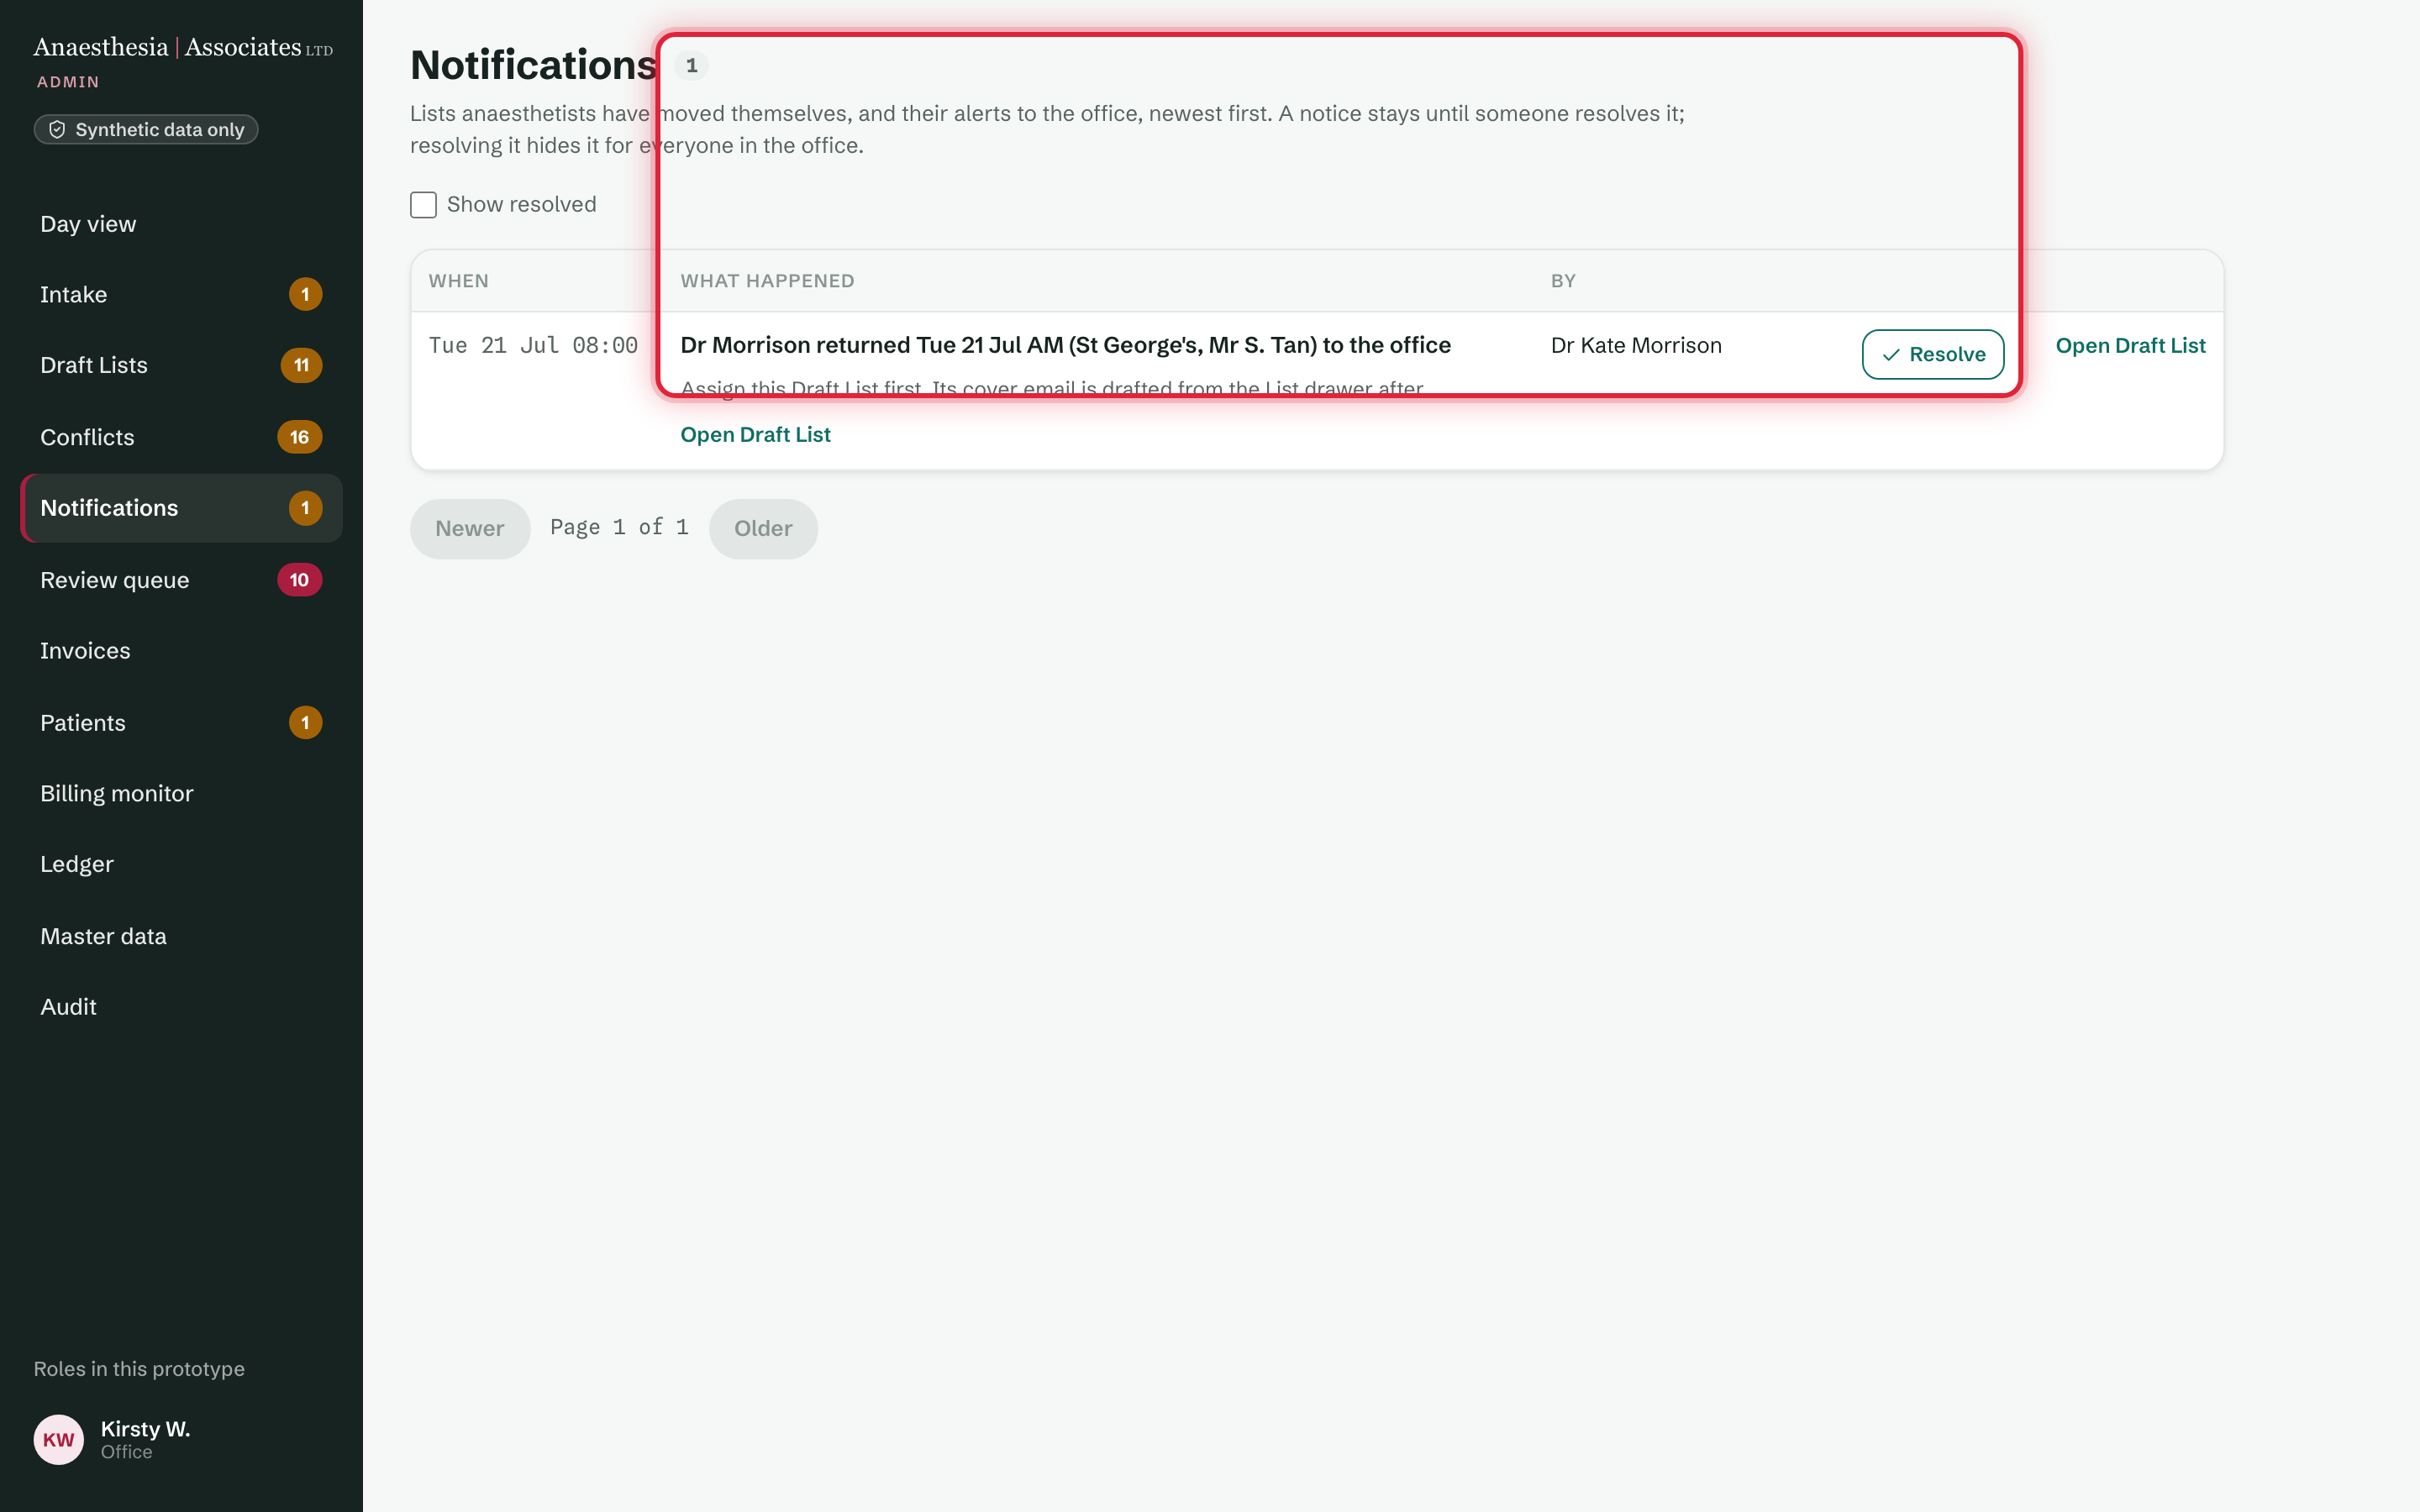 Anaesthesia | Associates LTD
ADMIN
Synthetic data only
Day view
Intake 1
Draft Lists 11
Conflicts 16
Notifications 1
Review queue 10
Invoices
Patients 1
Billing monitor
Ledger
Master data
Audit
Roles in this prototype
KW
Kirsty W.
Office
Notifications 1
Lists anaesthetists have moved themselves, and their alerts to the office, newest first. A notice stays until someone resolves it;
resolving it hides it for everyone in the office.
Show resolved
WHEN WHAT HAPPENED BY
Tue 21 Jul 08:00 Dr Morrison returned Tue 21 Jul AM (St George's, Mr S. Tan) to the office Dr Kate Morrison Resolve Open Draft List
Assign this Draft List first. Its cover email is drafted from the List drawer after
Open Draft List
Newer Page 1 of 1 Older